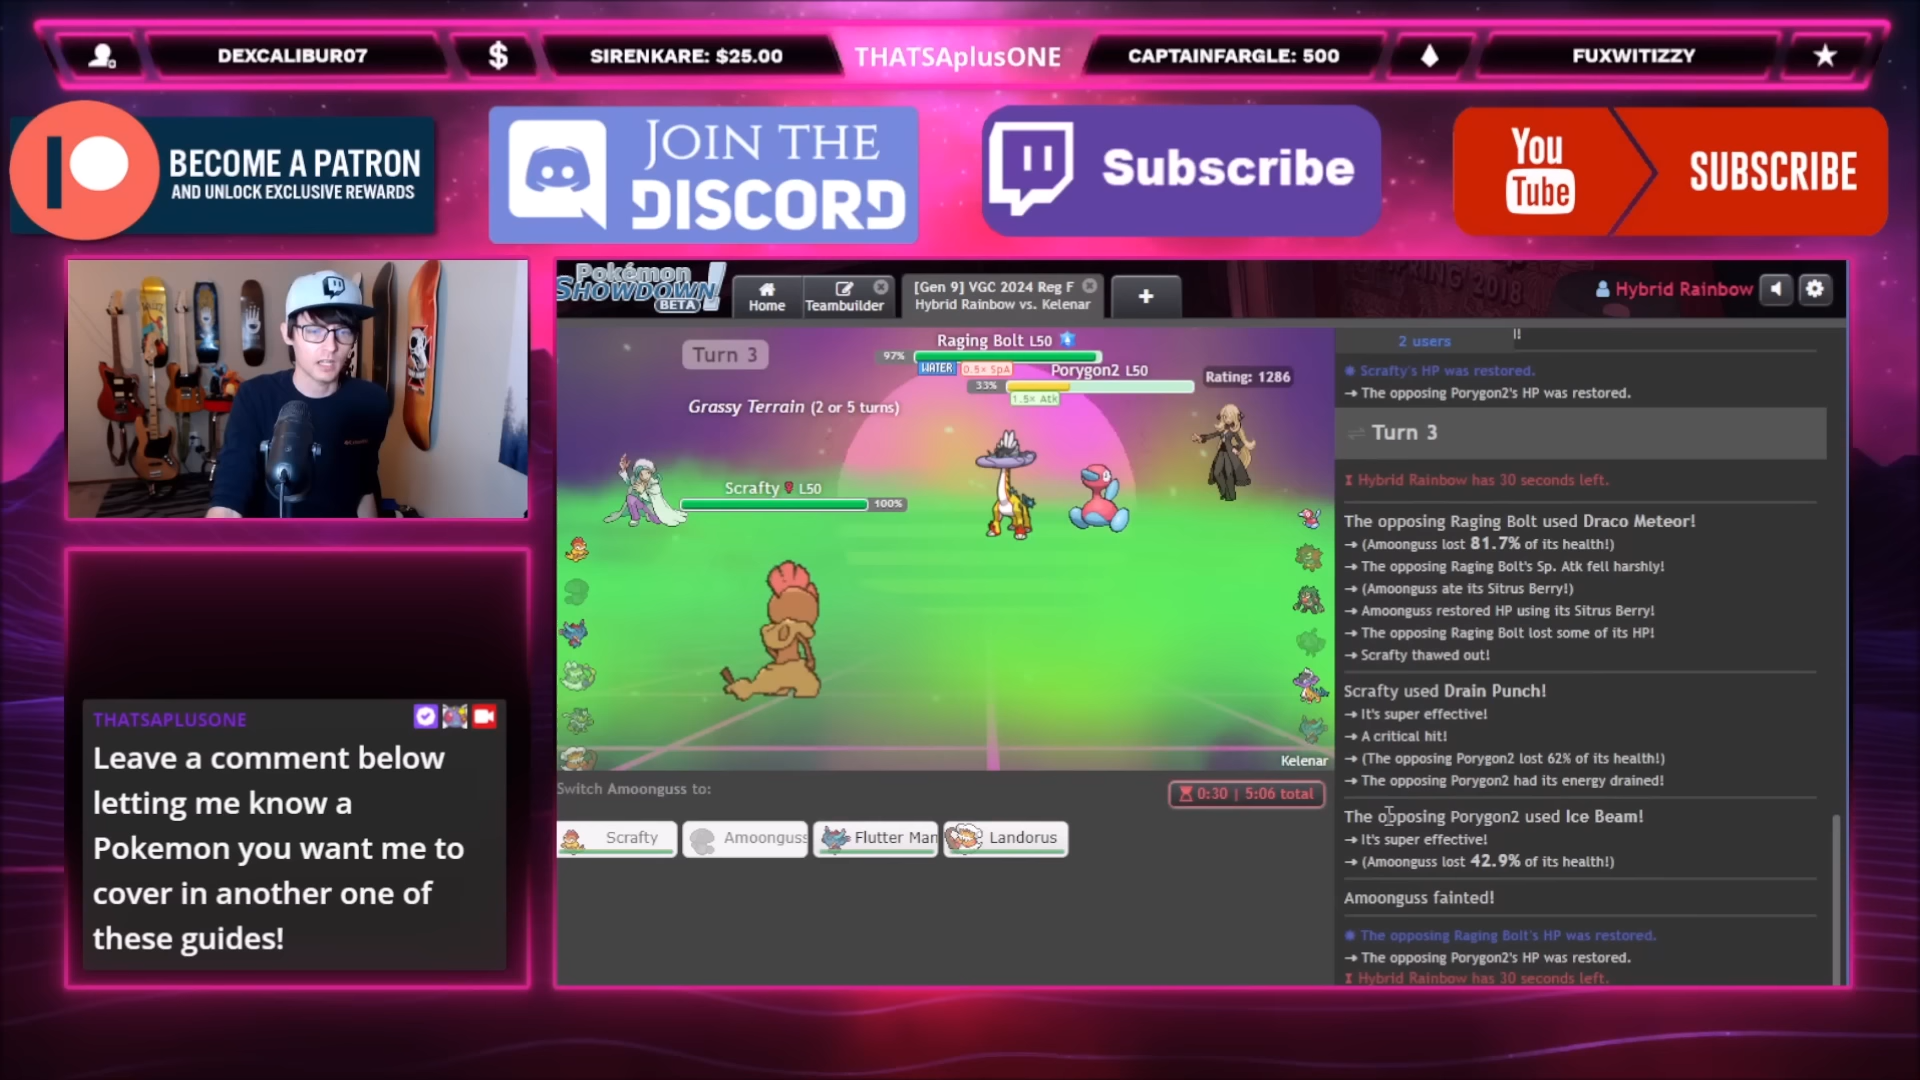 DEXCALIBUR07
$
SIRENKARE: $25.00
THATSAplusONE
CAPTAINFARGLE: 500
FUXWITIZZY
BECOME A PATRON
AND UNLOCK EXCLUSIVE REWARDS
JOIN THE
DISCORD
Subscribe
You
Tube
SUBSCRIBE
Pokémon
SHOWDOWN!
BETA
Home
Teambuilder
[Gen 9] VGC 2024 Reg F
Hybrid Rainbow vs. Kelenar
+
Hybrid Rainbow
Turn 3
Raging Bolt L50
97%
WATER 0.5× SpA
Porygon2 L50
33%
1.5× Atk
Rating: 1286
Grassy Terrain (2 or 5 turns)
Scrafty L50
100%
Kelenar
Switch Amoonguss to:
0:30 | 5:06 total
Scrafty
Amoonguss
Flutter Man
Landorus
2 users
Scrafty's HP was restored.
→ The opposing Porygon2's HP was restored.
Turn 3
Hybrid Rainbow has 30 seconds left.
The opposing Raging Bolt used Draco Meteor!
→ (Amoonguss lost 81.7% of its health!)
→ The opposing Raging Bolt's Sp. Atk fell harshly!
→ (Amoonguss ate its Sitrus Berry!)
→ Amoonguss restored HP using its Sitrus Berry!
→ The opposing Raging Bolt lost some of its HP!
→ Scrafty thawed out!
Scrafty used Drain Punch!
→ It's super effective!
→ A critical hit!
→ (The opposing Porygon2 lost 62% of its health!)
→ The opposing Porygon2 had its energy drained!
The opposing Porygon2 used Ice Beam!
→ It's super effective!
→ (Amoonguss lost 42.9% of its health!)
Amoonguss fainted!
The opposing Raging Bolt's HP was restored.
→ The opposing Porygon2's HP was restored.
Hybrid Rainbow has 30 seconds left.
THATSAPLUSONE
Leave a comment below
letting me know a
Pokemon you want me to
cover in another one of
these guides!